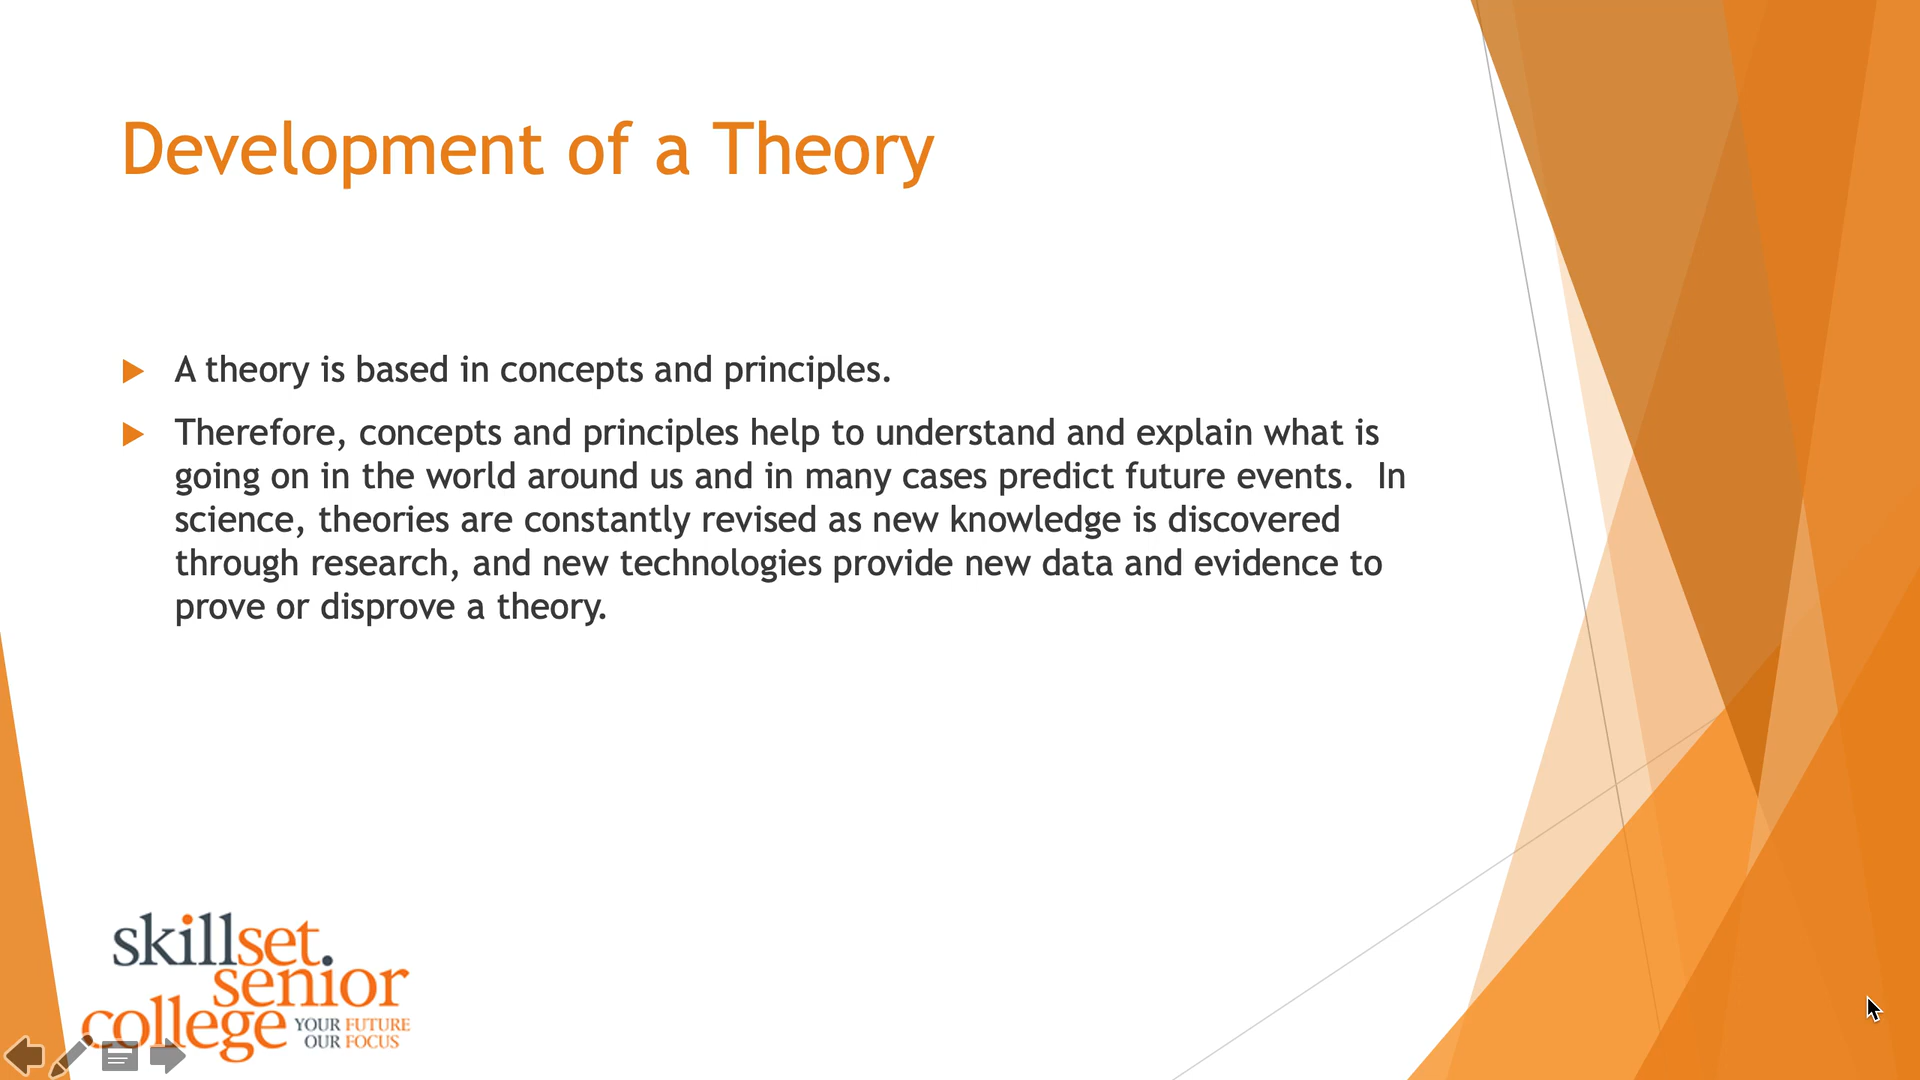 Development of a Theory
A theory is based in concepts and principles.
Therefore, concepts and principles help to understand and explain what is
going on in the world around us and in many cases predict future events.  In
science, theories are constantly revised as new knowledge is discovered
through research, and new technologies provide new data and evidence to
prove or disprove a theory.
skillset.
senior
college
YOUR FUTURE
OUR FOCUS